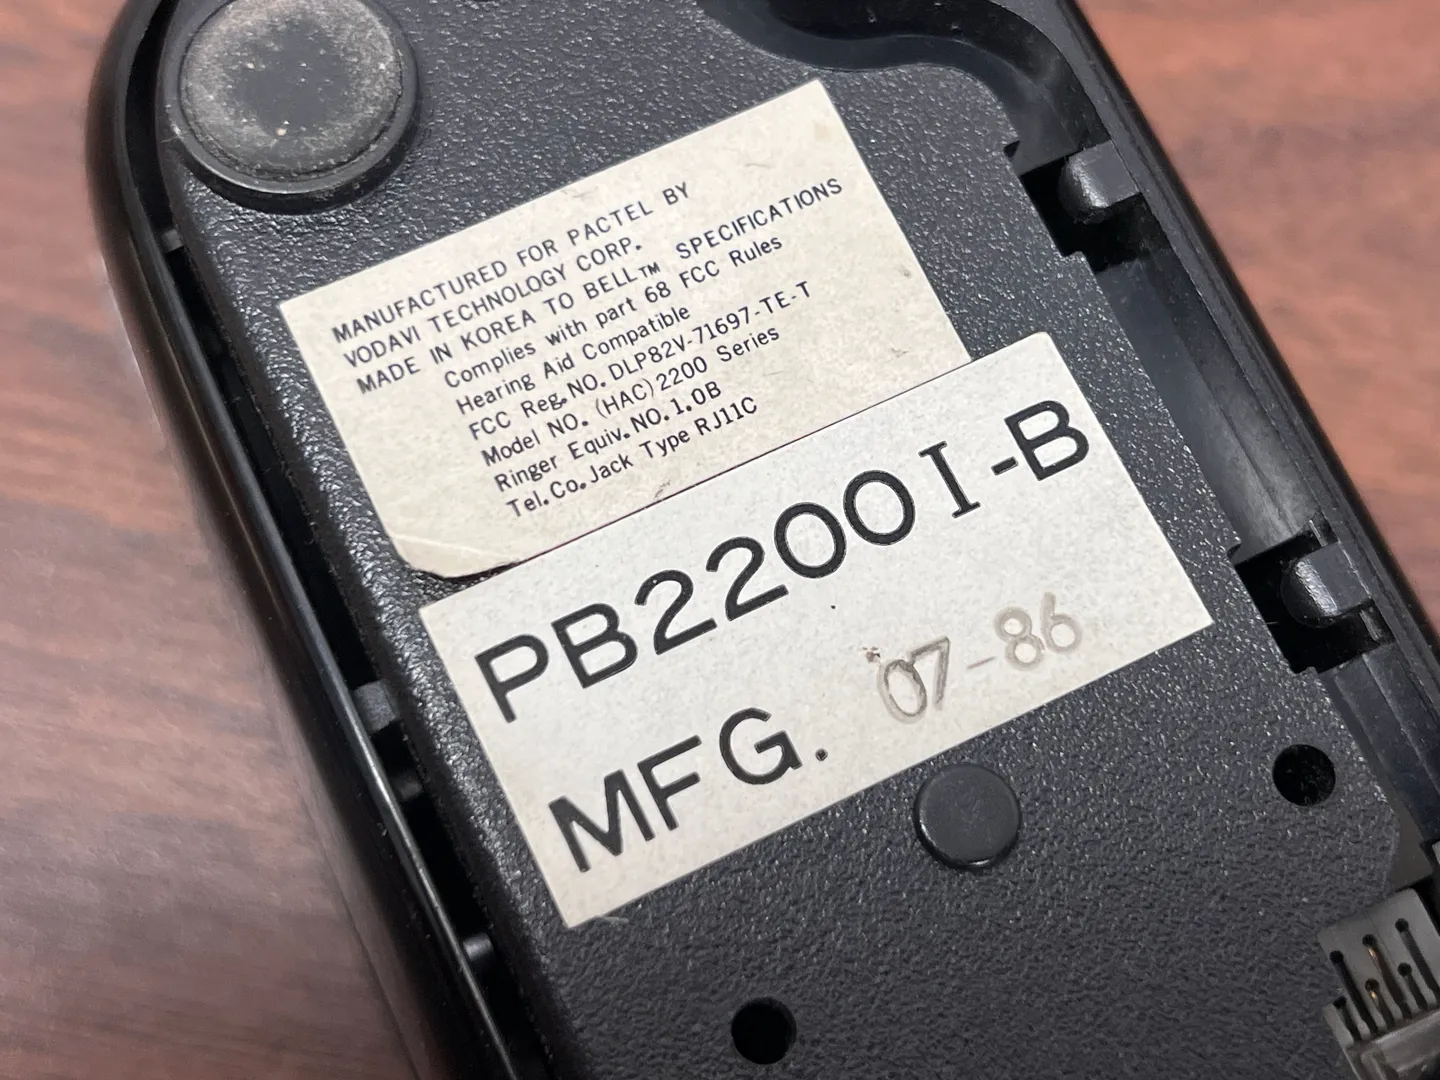 MANUFACTURED FOR PACTEL BY
VODAVI TECHNOLOGY CORP.
MADE IN KOREA TO BELL™ SPECIFICATIONS
Complies with part 68 FCC Rules
Hearing Aid Compatible
FCC Reg.NO. DLP82V-71697-TE-T
Model NO. (HAC) 2200 Series
Ringer Equiv. NO. 1.0B
Tel. Co. Jack Type RJ11C
PB2200I-B
MFG. 07-86